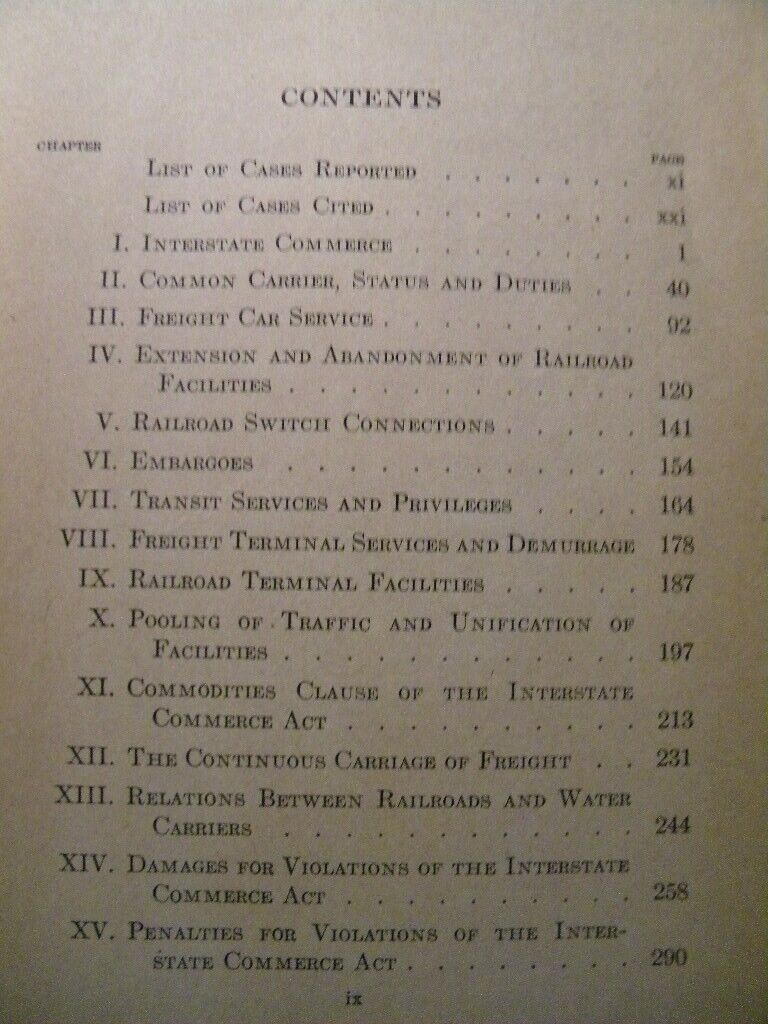 CONTENTS
CHAPTER
PAGE
LIST OF CASES REPORTED . . . . . . . xi
LIST OF CASES CITED . . . . . . . . . xxi
I. INTERSTATE COMMERCE . . . . . . . . 1
II. COMMON CARRIER, STATUS AND DUTIES . . 40
III. FREIGHT CAR SERVICE . . . . . . . . . 92
IV. EXTENSION AND ABANDONMENT OF RAILROAD
FACILITIES . . . . . . . . . . . . 120
V. RAILROAD SWITCH CONNECTIONS . . . . . 141
VI. EMBARGOES . . . . . . . . . . . . 154
VII. TRANSIT SERVICES AND PRIVILEGES . . . . 164
VIII. FREIGHT TERMINAL SERVICES AND DEMURRAGE 178
IX. RAILROAD TERMINAL FACILITIES . . . . . 187
X. POOLING OF TRAFFIC AND UNIFICATION OF
FACILITIES . . . . . . . . . . . . 197
XI. COMMODITIES CLAUSE OF THE INTERSTATE
COMMERCE ACT . . . . . . . . . . 213
XII. THE CONTINUOUS CARRIAGE OF FREIGHT . . 231
XIII. RELATIONS BETWEEN RAILROADS AND WATER
CARRIERS . . . . . . . . . . . . 244
XIV. DAMAGES FOR VIOLATIONS OF THE INTERSTATE
COMMERCE ACT . . . . . . . . . . 258
XV. PENALTIES FOR VIOLATIONS OF THE INTER-
STATE COMMERCE ACT . . . . . . . . 290
ix